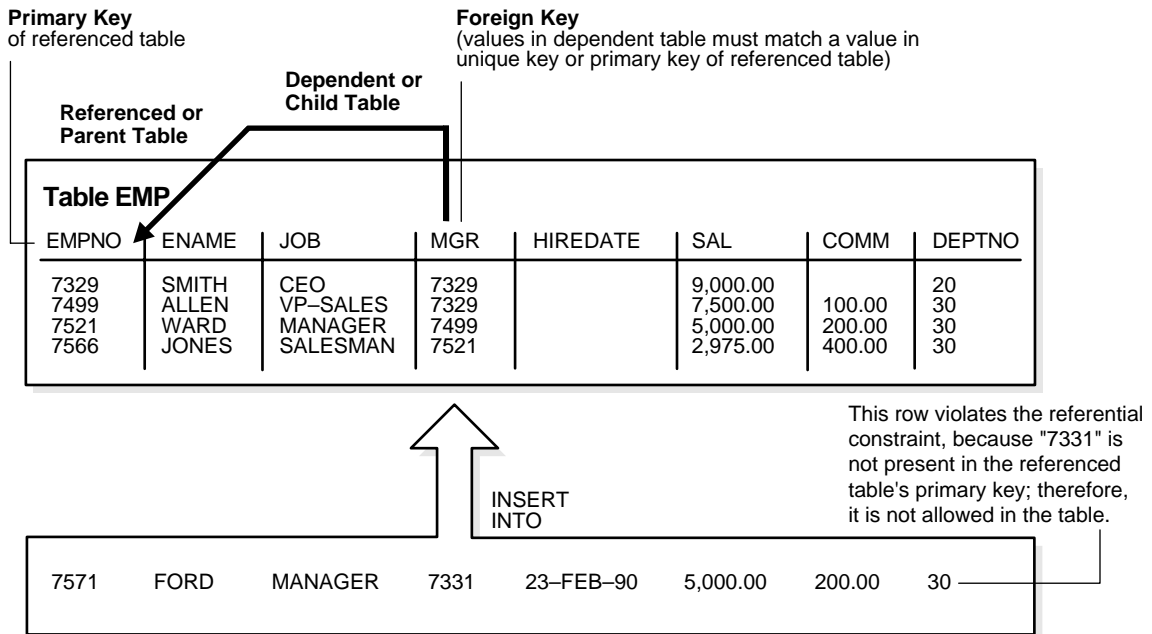 Primary Key
of referenced table
Foreign Key
(values in dependent table must match a value in
unique key or primary key of referenced table)
Dependent or
Child Table
Referenced or
Parent Table
Table EMP
EMPNO ENAME JOB MGR HIREDATE SAL COMM DEPTNO
7329 SMITH CEO 7329 9,000.00 20
7499 ALLEN VP–SALES 7329 7,500.00 100.00 30
7521 WARD MANAGER 7499 5,000.00 200.00 30
7566 JONES SALESMAN 7521 2,975.00 400.00 30
This row violates the referential
constraint, because "7331" is
not present in the referenced
table's primary key; therefore,
it is not allowed in the table.
INSERT
INTO
7571 FORD MANAGER 7331 23–FEB–90 5,000.00 200.00 30